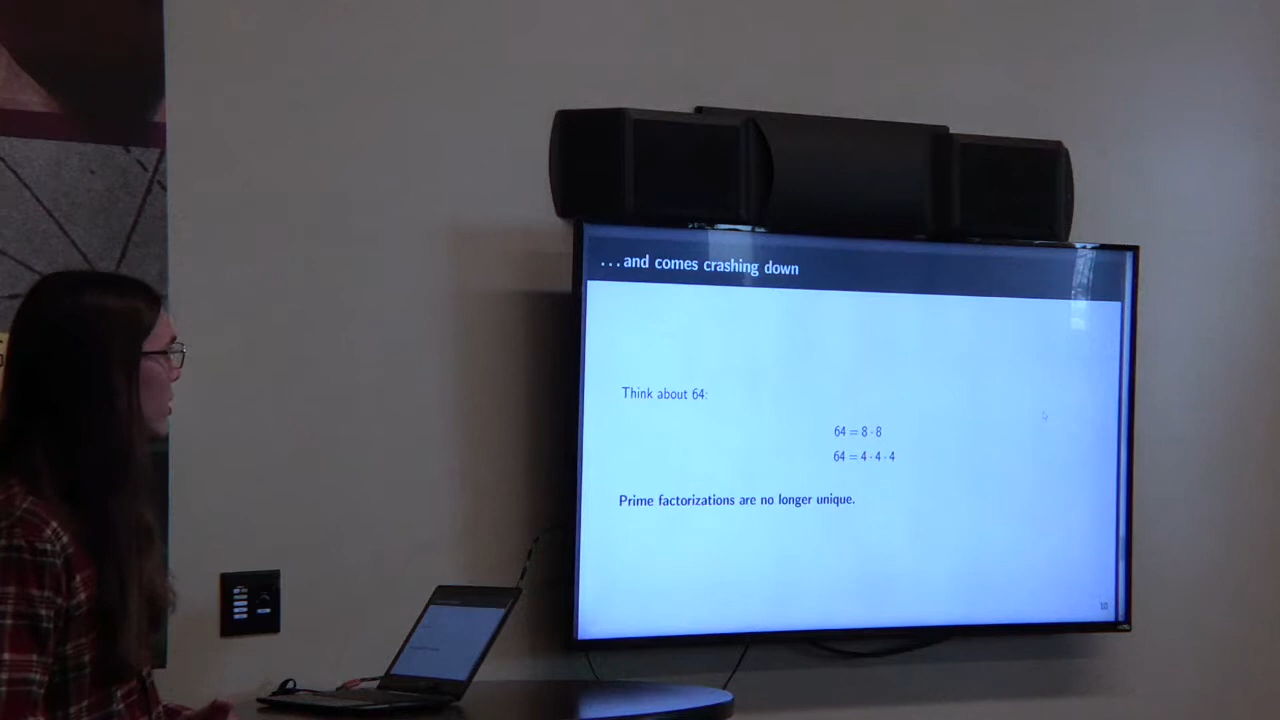 ...and comes crashing down
Think about 64:
64 = 8 · 8
64 = 4 · 4 · 4
Prime factorizations are no longer unique.
10